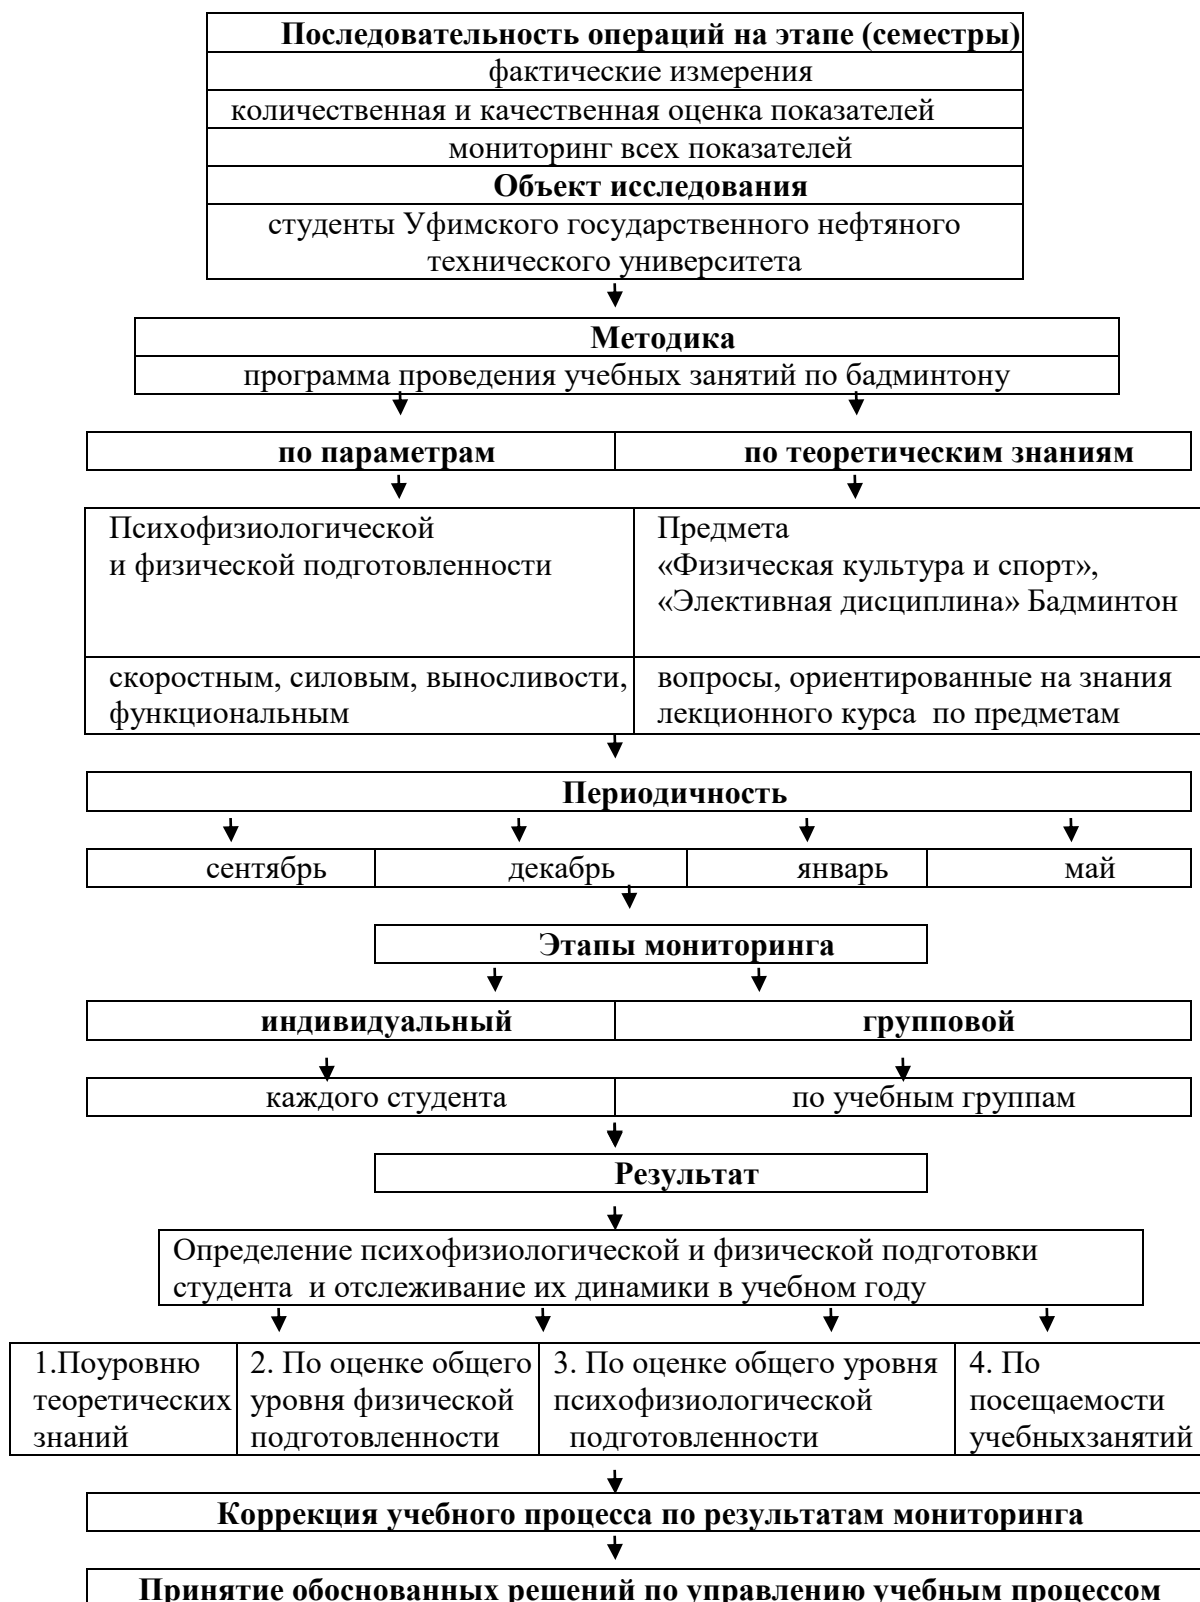 Последовательность операций на этапе (семестры)
фактические измерения
количественная и качественная оценка показателей
мониторинг всех показателей
Объект исследования
студенты Уфимского государственного нефтяного
технического университета
Методика
программа проведения учебных занятий по бадминтону
по параметрам
по теоретическим знаниям
Психофизиологической
и физической подготовленности
Предмета
«Физическая культура и спорт»,
«Элективная дисциплина» Бадминтон
скоростным, силовым, выносливости,
функциональным
вопросы, ориентированные на знания
лекционного курса по предметам
Периодичность
сентябрь
декабрь
январь
май
Этапы мониторинга
индивидуальный
групповой
каждого студента
по учебным группам
Результат
Определение психофизиологической и физической подготовки
студента и отслеживание их динамики в учебном году
1.Поуровню
теоретических
знаний
2. По оценке общего
уровня физической
подготовленности
3. По оценке общего уровня
психофизиологической
подготовленности
4. По
посещаемости
учебныхзанятий
Коррекция учебного процесса по результатам мониторинга
Принятие обоснованных решений по управлению учебным процессом